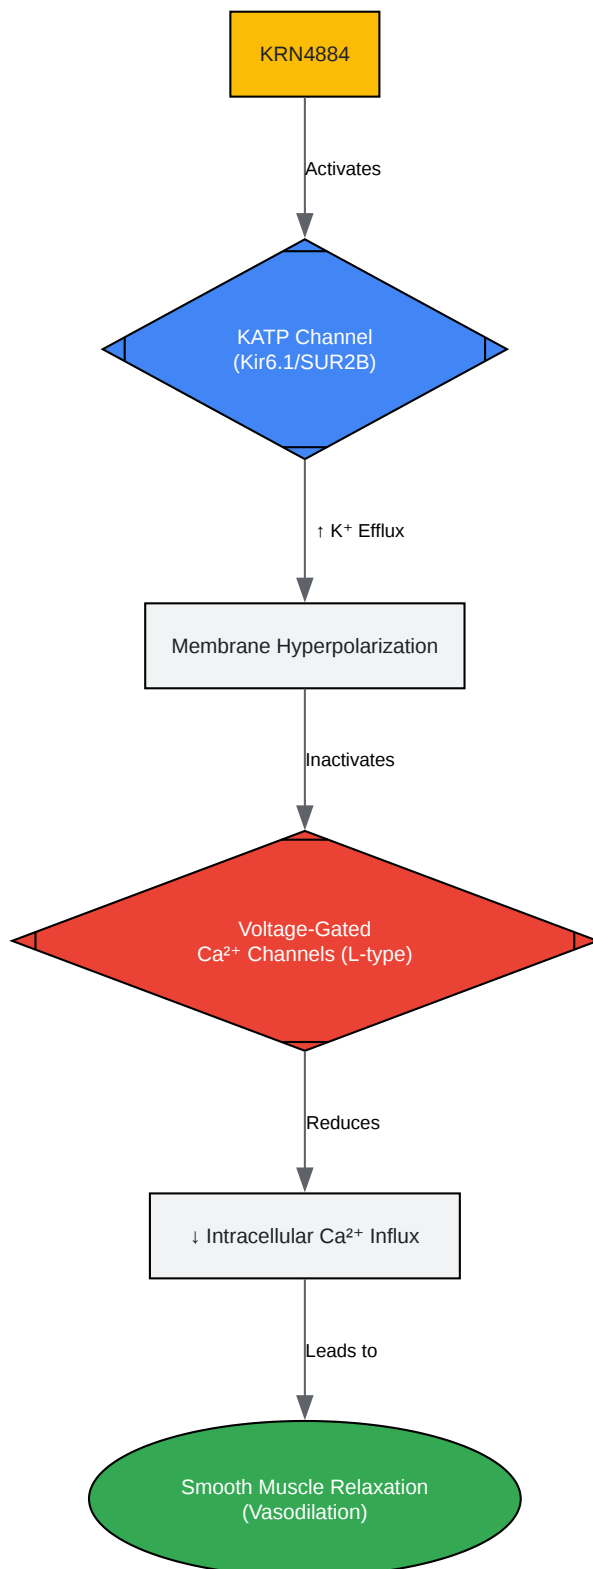 KRN4884
Activates
KATP Channel
(Kir6.1/SUR2B)
↑ K⁺ Efflux
Membrane Hyperpolarization
Inactivates
Voltage-Gated
Ca²⁺ Channels (L-type)
Reduces
↓ Intracellular Ca²⁺ Influx
Leads to
Smooth Muscle Relaxation
(Vasodilation)